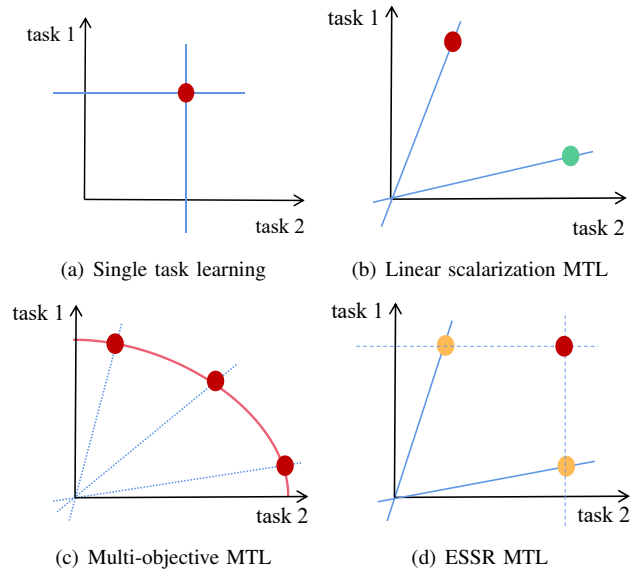 task 1
task 2
(a) Single task learning
task 1
task 2
(b) Linear scalarization MTL
task 1
task 2
(c) Multi-objective MTL
task 1
task 2
(d) ESSR MTL